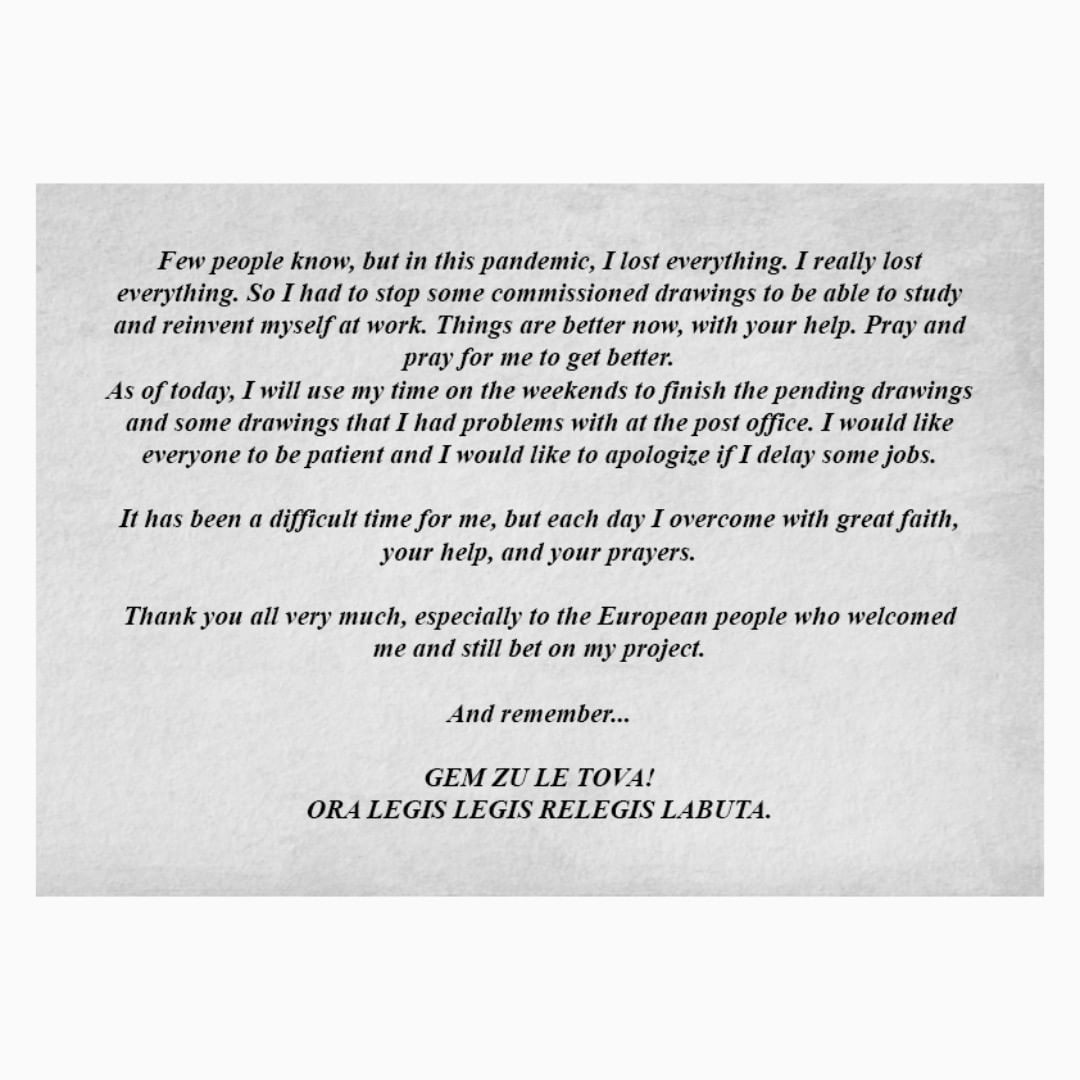 Few people know, but in this pandemic, I lost everything. I really lost
everything. So I had to stop some commissioned drawings to be able to study
and reinvent myself at work. Things are better now, with your help. Pray and
pray for me to get better.
As of today, I will use my time on the weekends to finish the pending drawings
and some drawings that I had problems with at the post office. I would like
everyone to be patient and I would like to apologize if I delay some jobs.
It has been a difficult time for me, but each day I overcome with great faith,
your help, and your prayers.
Thank you all very much, especially to the European people who welcomed
me and still bet on my project.
And remember...
GEM ZU LE TOVA!
ORA LEGIS LEGIS RELEGIS LABUTA.